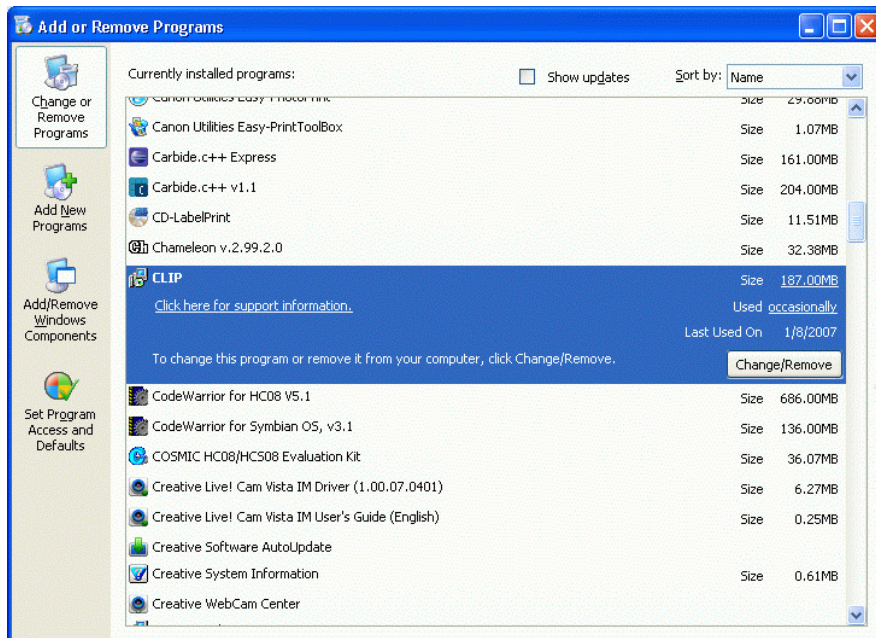 Add or Remove Programs
Currently installed programs:
Show updates
Sort by: Name
Change or
Remove
Programs
Add New
Programs
Add/Remove
Windows
Components
Set Program
Access and
Defaults
Canon Utilities Easy-PhotoPrint Size 29.88MB
Canon Utilities Easy-PrintToolBox Size 1.07MB
Carbide.c++ Express Size 161.00MB
Carbide.c++ v1.1 Size 204.00MB
CD-LabelPrint Size 11.51MB
Chameleon v.2.99.2.0 Size 32.38MB
CLIP Size 187.00MB
Click here for support information. Used occasionally
Last Used On 1/8/2007
To change this program or remove it from your computer, click Change/Remove. Change/Remove
CodeWarrior for HC08 V5.1 Size 686.00MB
CodeWarrior for Symbian OS, v3.1 Size 136.00MB
COSMIC HC08/HCS08 Evaluation Kit Size 36.07MB
Creative Live! Cam Vista IM Driver (1.00.07.0401) Size 6.27MB
Creative Live! Cam Vista IM User's Guide (English) Size 0.25MB
Creative Software AutoUpdate
Creative System Information Size 0.61MB
Creative WebCam Center